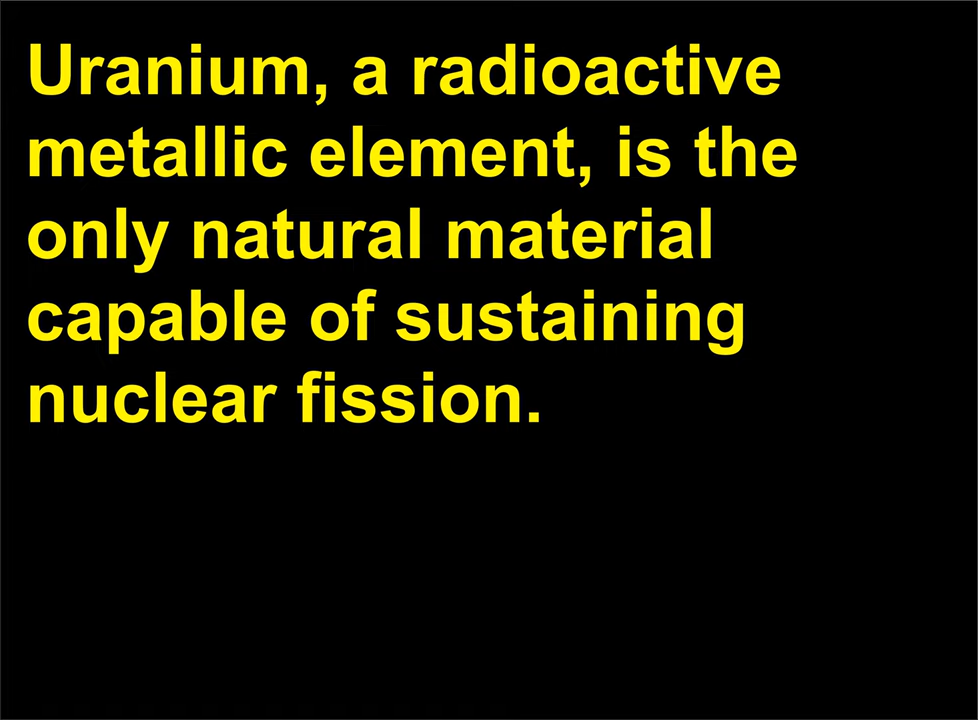 Uranium, a radioactive
metallic element, is the
only natural material
capable of sustaining
nuclear fission.